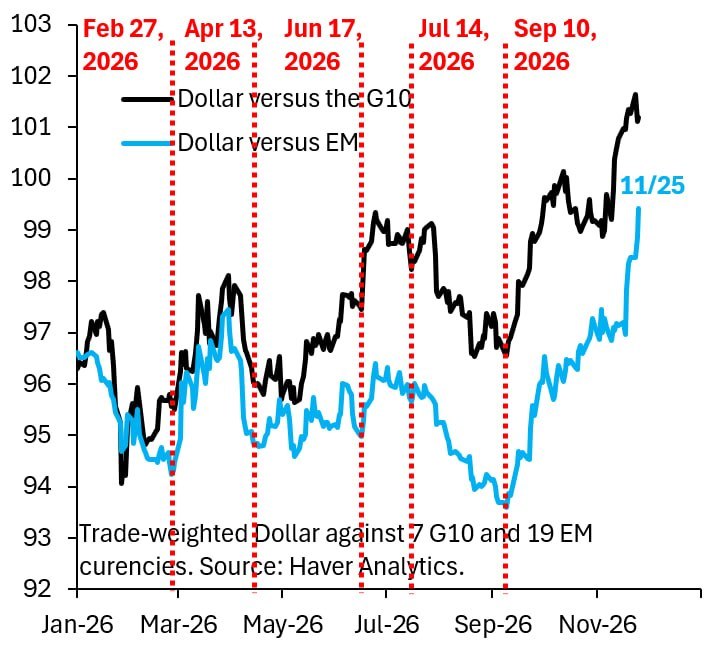 103
102
101
100
99
98
97
96
95
94
93
92
Feb 27, 2026
Apr 13, 2026
Jun 17, 2026
Jul 14, 2026
Sep 10, 2026
Dollar versus the G10
Dollar versus EM
11/25
Trade-weighted Dollar against 7 G10 and 19 EM
curencies. Source: Haver Analytics.
Jan-26
Mar-26
May-26
Jul-26
Sep-26
Nov-26